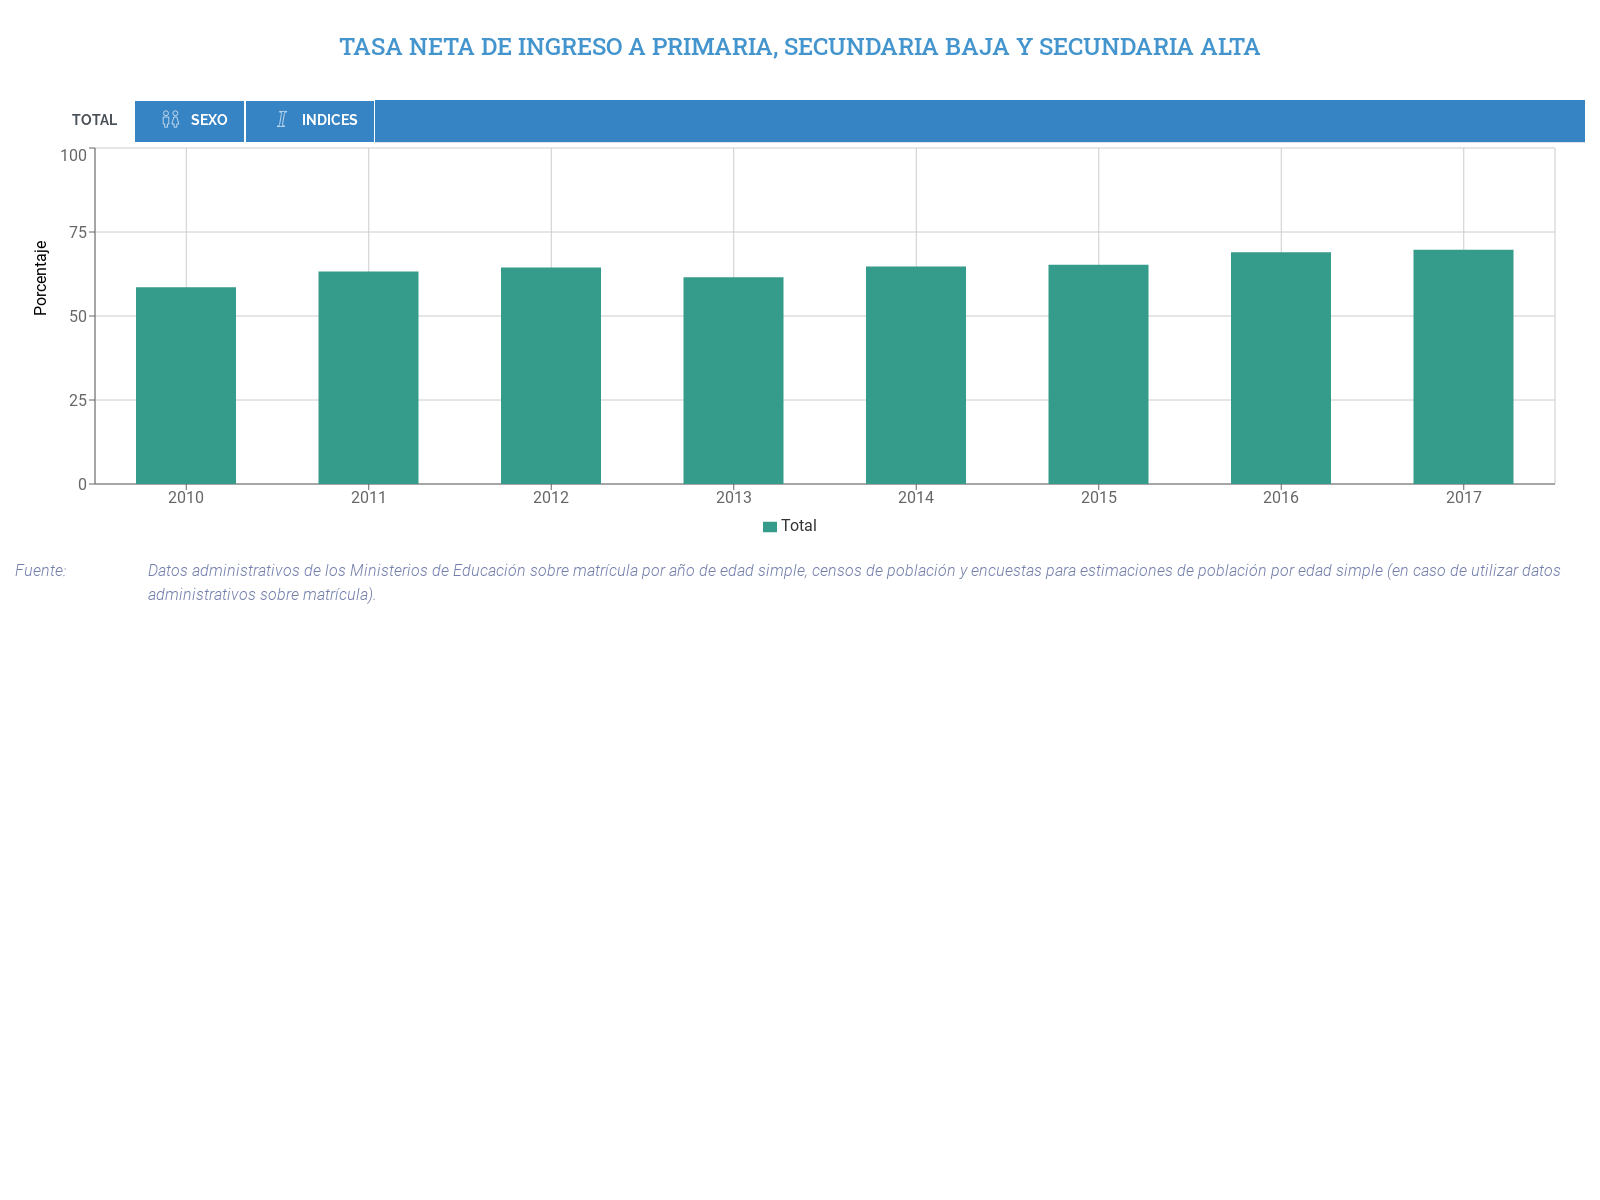 TASA NETA DE INGRESO A PRIMARIA, SECUNDARIA BAJA Y SECUNDARIA ALTA
TOTAL SEXO INDICES
100
75
50
25
0
Porcentaje
2010 2011 2012 2013 2014 2015 2016 2017
Total
Fuente: Datos administrativos de los Ministerios de Educación sobre matrícula por año de edad simple, censos de población y encuestas para estimaciones de población por edad simple (en caso de utilizar datos
administrativos sobre matrícula).